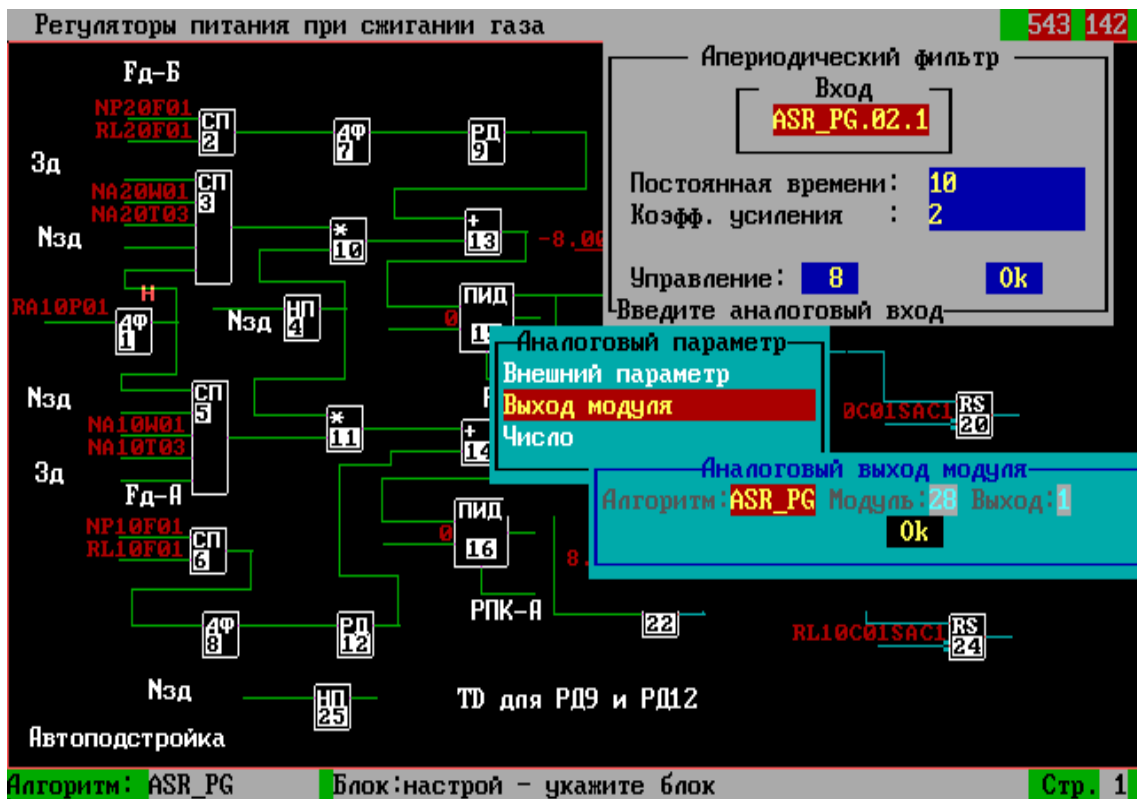 Регуляторы питания при сжигании газа 543 142
Fд-Б
NP20F01
RL20F01
СП
2
АФ
7
РД
9
Зд
NA20W01
NA20T03
СП
3
Nзд
*
10
+
13
-8.00
RA10P01
Н
АФ
1
Nзд
НП
4
ПИД
0
Nзд
NA10W01
NA10T03
СП
5
*
11
+
14
Зд
Fд-А
NP10F01
RL10F01
СП
6
ПИД
0
16
8.
РПК-А
АФ
8
РД
12
22
0C01SAC1
RS
20
RL10C01SAC1
RS
24
Nзд
НП
25
TD для РД9 и РД12
Автоподстройка
Апериодический фильтр
Вход
ASR_PG.02.1
Постоянная времени: 10
Коэфф. усиления : 2
Управление: 8 Ok
Введите аналоговый вход
Аналоговый параметр
Внешний параметр
Выход модуля
Число
Аналоговый выход модуля
Алгоритм:ASR_PG Модуль:28 Выход:1
Ok
Алгоритм: ASR_PG Блок:настрой - укажите блок Стр. 1